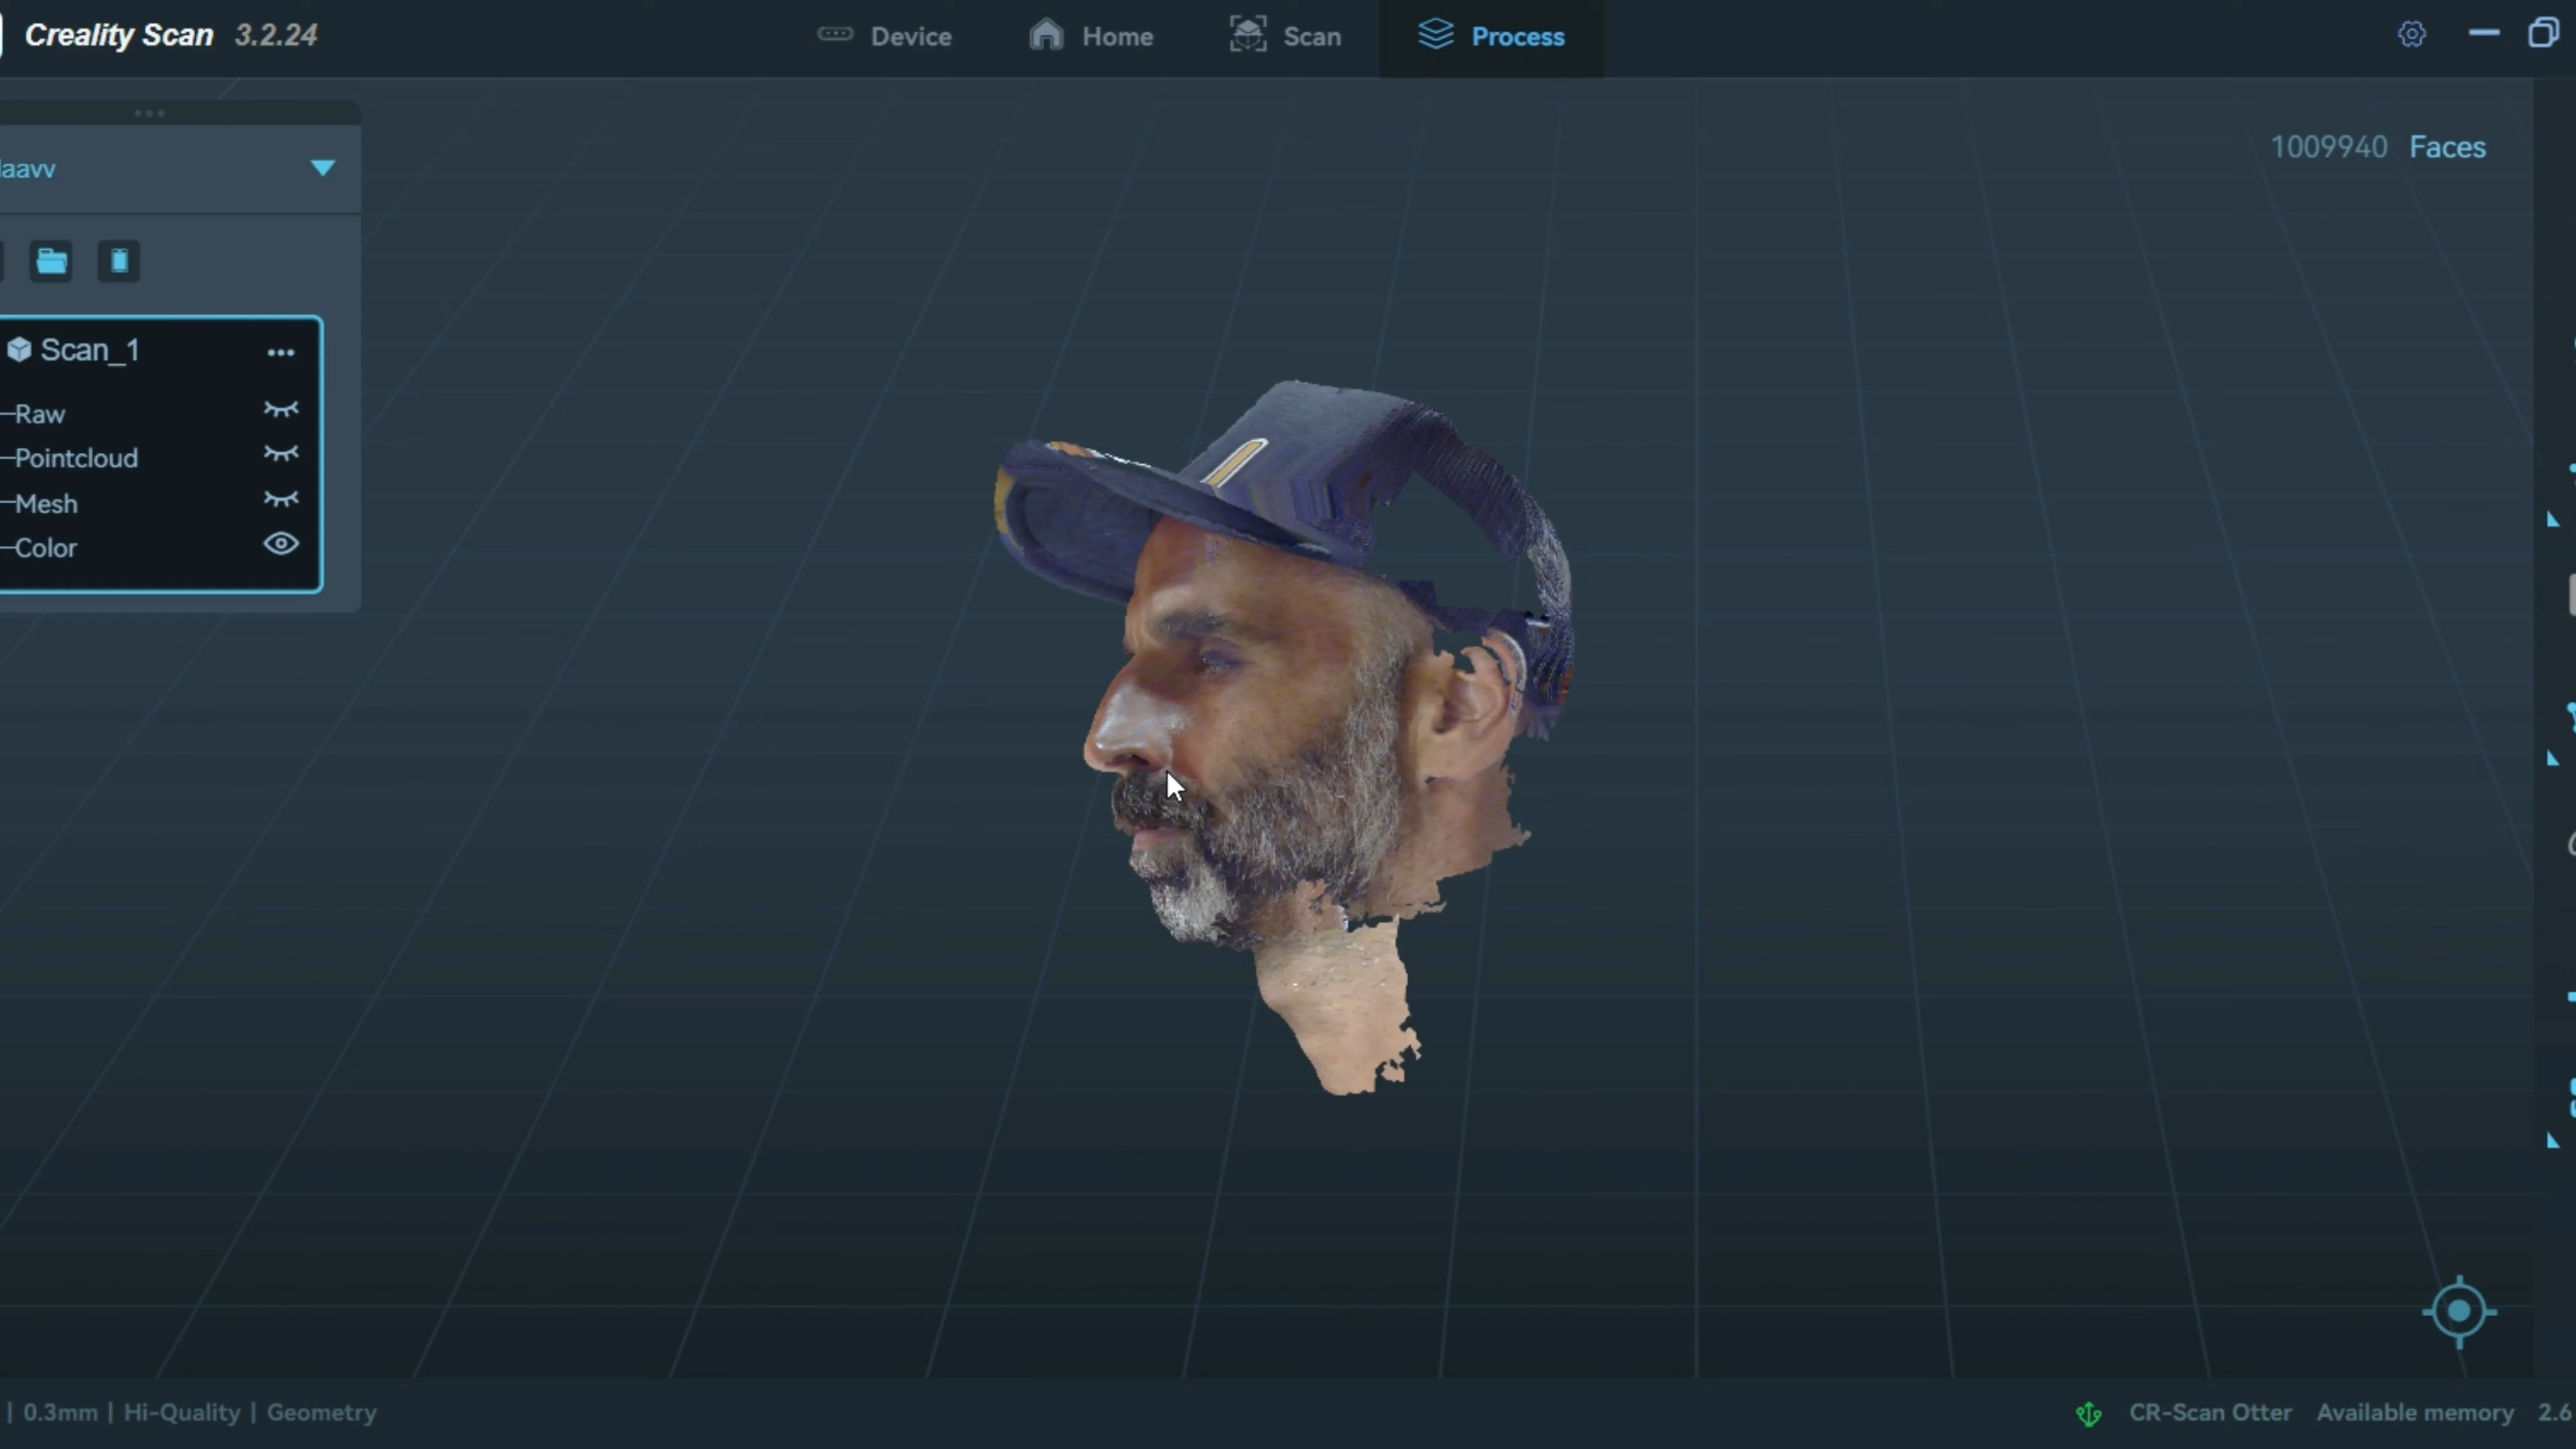 Creality Scan 3.2.24
Device
Home
Scan
Process
1009940 Faces
aavv
Scan_1
Raw
Pointcloud
Mesh
Color
| 0.3mm | Hi-Quality | Geometry
CR-Scan Otter
Available memory
2.6